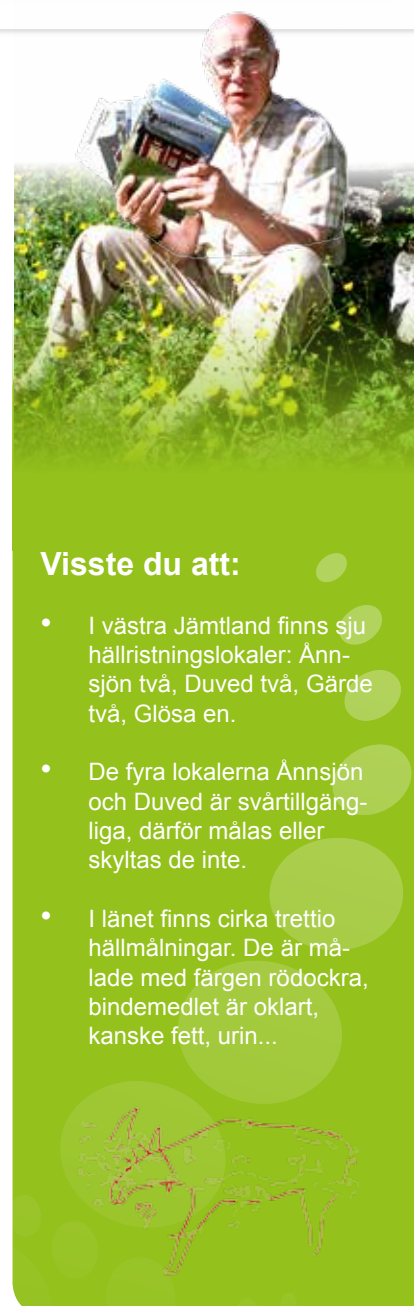 Visste du att:
• I västra Jämtland finns sju
hällristningslokaler: Ånn-
sjön två, Duved två, Gärde
två, Glösa en.
• De fyra lokalerna Ånnsjön
och Duved är svårtillgäng-
liga, därför målas eller
skyltas de inte.
• I länet finns cirka trettio
hällmålningar. De är må-
lade med färgen rödockra,
bindemedlet är oklart,
kanske fett, urin...